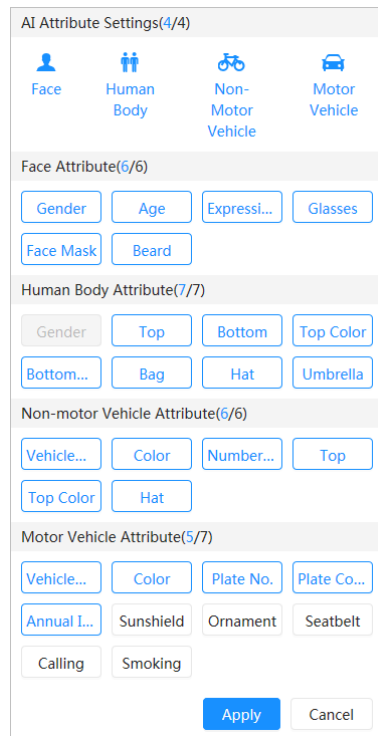 AI Attribute Settings(4/4)
Face
Human Body
Non-Motor Vehicle
Motor Vehicle
Face Attribute(6/6)
Gender Age Expressi... Glasses
Face Mask Beard
Human Body Attribute(7/7)
Gender Top Bottom Top Color
Bottom... Bag Hat Umbrella
Non-motor Vehicle Attribute(6/6)
Vehicle... Color Number... Top
Top Color Hat
Motor Vehicle Attribute(5/7)
Vehicle... Color Plate No. Plate Co...
Annual I... Sunshield Ornament Seatbelt
Calling Smoking
Apply Cancel